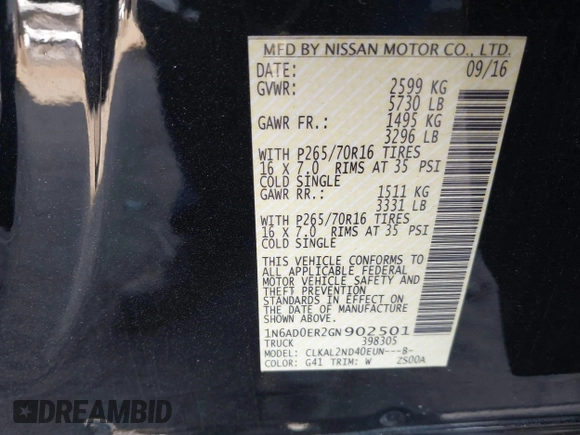 MFD BY NISSAN MOTOR CO., LTD.
DATE: 09/16
GVWR: 2599 KG
5730 LB
GAWR FR.: 1495 KG
3296 LB
WITH P265/70R16 TIRES
16 X 7.0 RIMS AT 35 PSI
COLD SINGLE
GAWR RR.: 1511 KG
3331 LB
WITH P265/70R16 TIRES
16 X 7.0 RIMS AT 35 PSI
COLD SINGLE
THIS VEHICLE CONFORMS TO
ALL APPLICABLE FEDERAL
MOTOR VEHICLE SAFETY AND
THEFT PREVENTION
STANDARDS IN EFFECT ON
THE DATE OF MANUFACTURE
SHOWN ABOVE.
1N6AD0ER2GN902501
TRUCK 398305
MODEL: CLKAL2ND40EUN---8-
COLOR: G41 TRIM: W ZS00A
DREAMBID